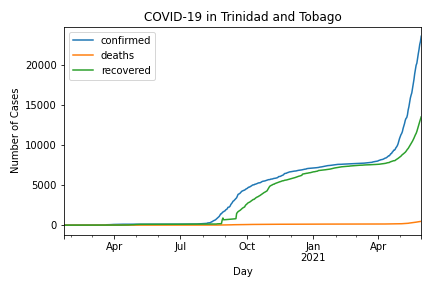 COVID-19 in Trinidad and Tobago
confirmed
deaths
recovered
Number of Cases
20000
15000
10000
5000
0
Apr
Jul
Oct
Jan
2021
Apr
Day